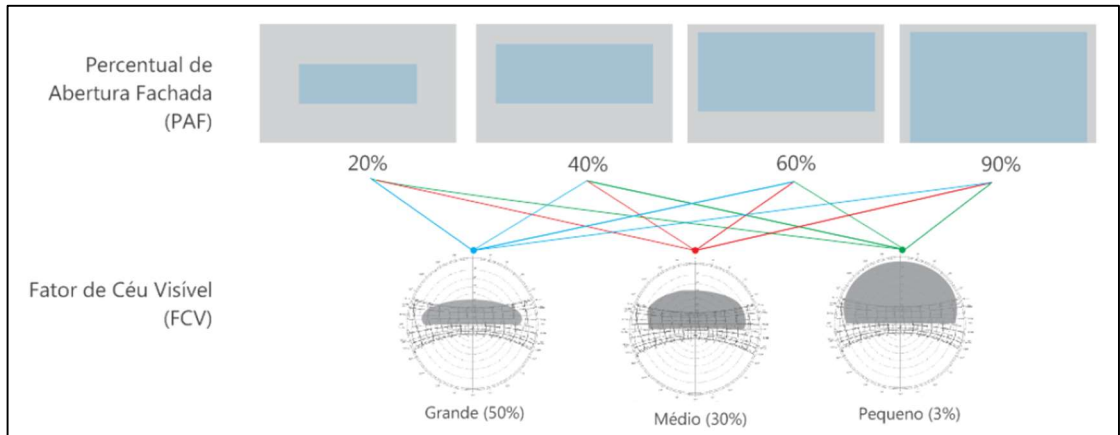 Percentual de
Abertura Fachada
(PAF)
20%
40%
60%
90%
Fator de Céu Visível
(FCV)
Grande (50%)
Médio (30%)
Pequeno (3%)